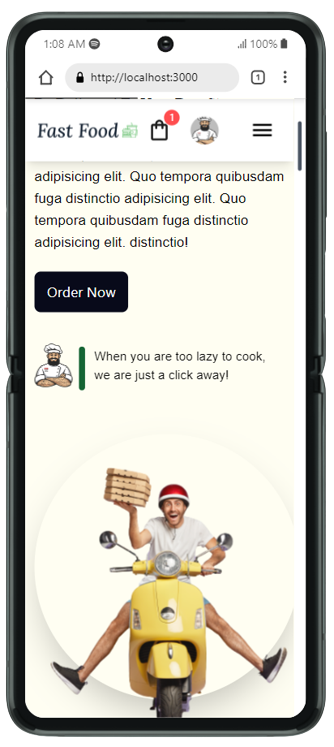 1:08 AM
100%
http://localhost:3000
1
Fast Food
1
adipisicing elit. Quo tempora quibusdam
fuga distinctio adipisicing elit. Quo
tempora quibusdam fuga distinctio
adipisicing elit. distinctio!
Order Now
When you are too lazy to cook,
we are just a click away!